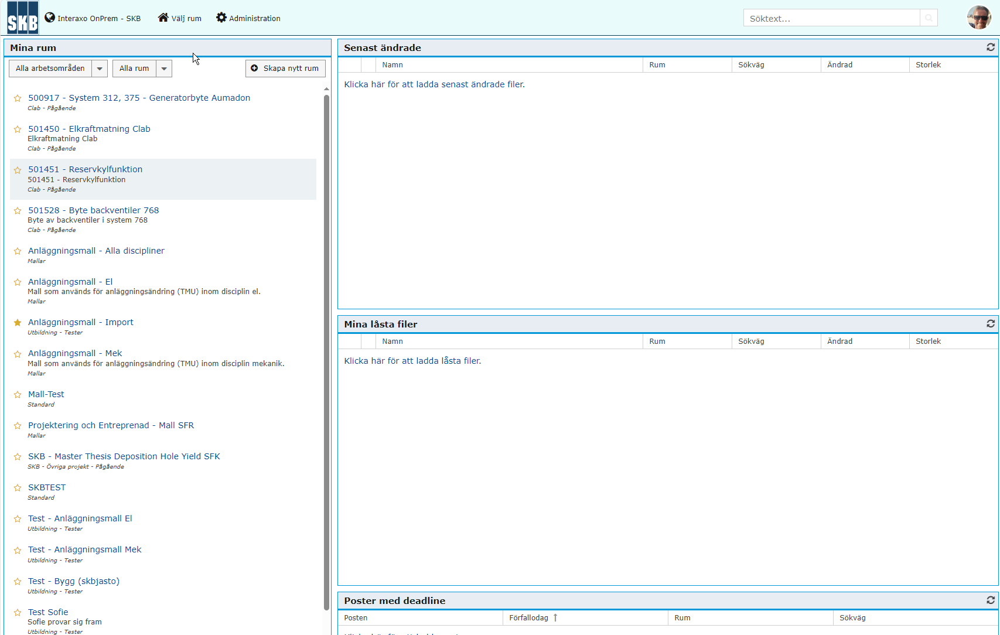 SKB
Interaxo OnPrem - SKB
Välj rum
Administration
Söktext...
Mina rum
Alla arbetsområden
Alla rum
Skapa nytt rum
500917 - System 312, 375 - Generatorbyte Aumadon
Clab - Pågående
501450 - Elkraftmatning Clab
Elkraftmatning Clab
Clab - Pågående
501451 - Reservkylfunktion
501451 - Reservkylfunktion
Clab - Pågående
501528 - Byte backventiler 768
Byte av backventiler i system 768
Clab - Pågående
Anläggningsmall - Alla discipliner
Mallar
Anläggningsmall - El
Mall som används för anläggningsändring (TMU) inom disciplin el.
Mallar
Anläggningsmall - Import
Utbildning - Tester
Anläggningsmall - Mek
Mall som används för anläggningsändring (TMU) inom disciplin mekanik.
Mallar
Mall-Test
Standard
Projektering och Entreprenad - Mall SFR
Mallar
SKB - Master Thesis Deposition Hole Yield SFK
SKB - Övriga projekt - Pågående
SKBTEST
Standard
Test - Anläggningsmall El
Utbildning - Tester
Test - Anläggningsmall Mek
Utbildning - Tester
Test - Bygg (skbjasto)
Utbildning - Tester
Test Sofie
Sofie provar sig fram
Utbildning - Tester
Senast ändrade
Namn Rum Sökväg Ändrad Storlek
Klicka här för att ladda senast ändrade filer.
Mina låsta filer
Namn Rum Sökväg Ändrad Storlek
Klicka här för att ladda låsta filer.
Poster med deadline
Posten Förfallodag Rum Sökväg